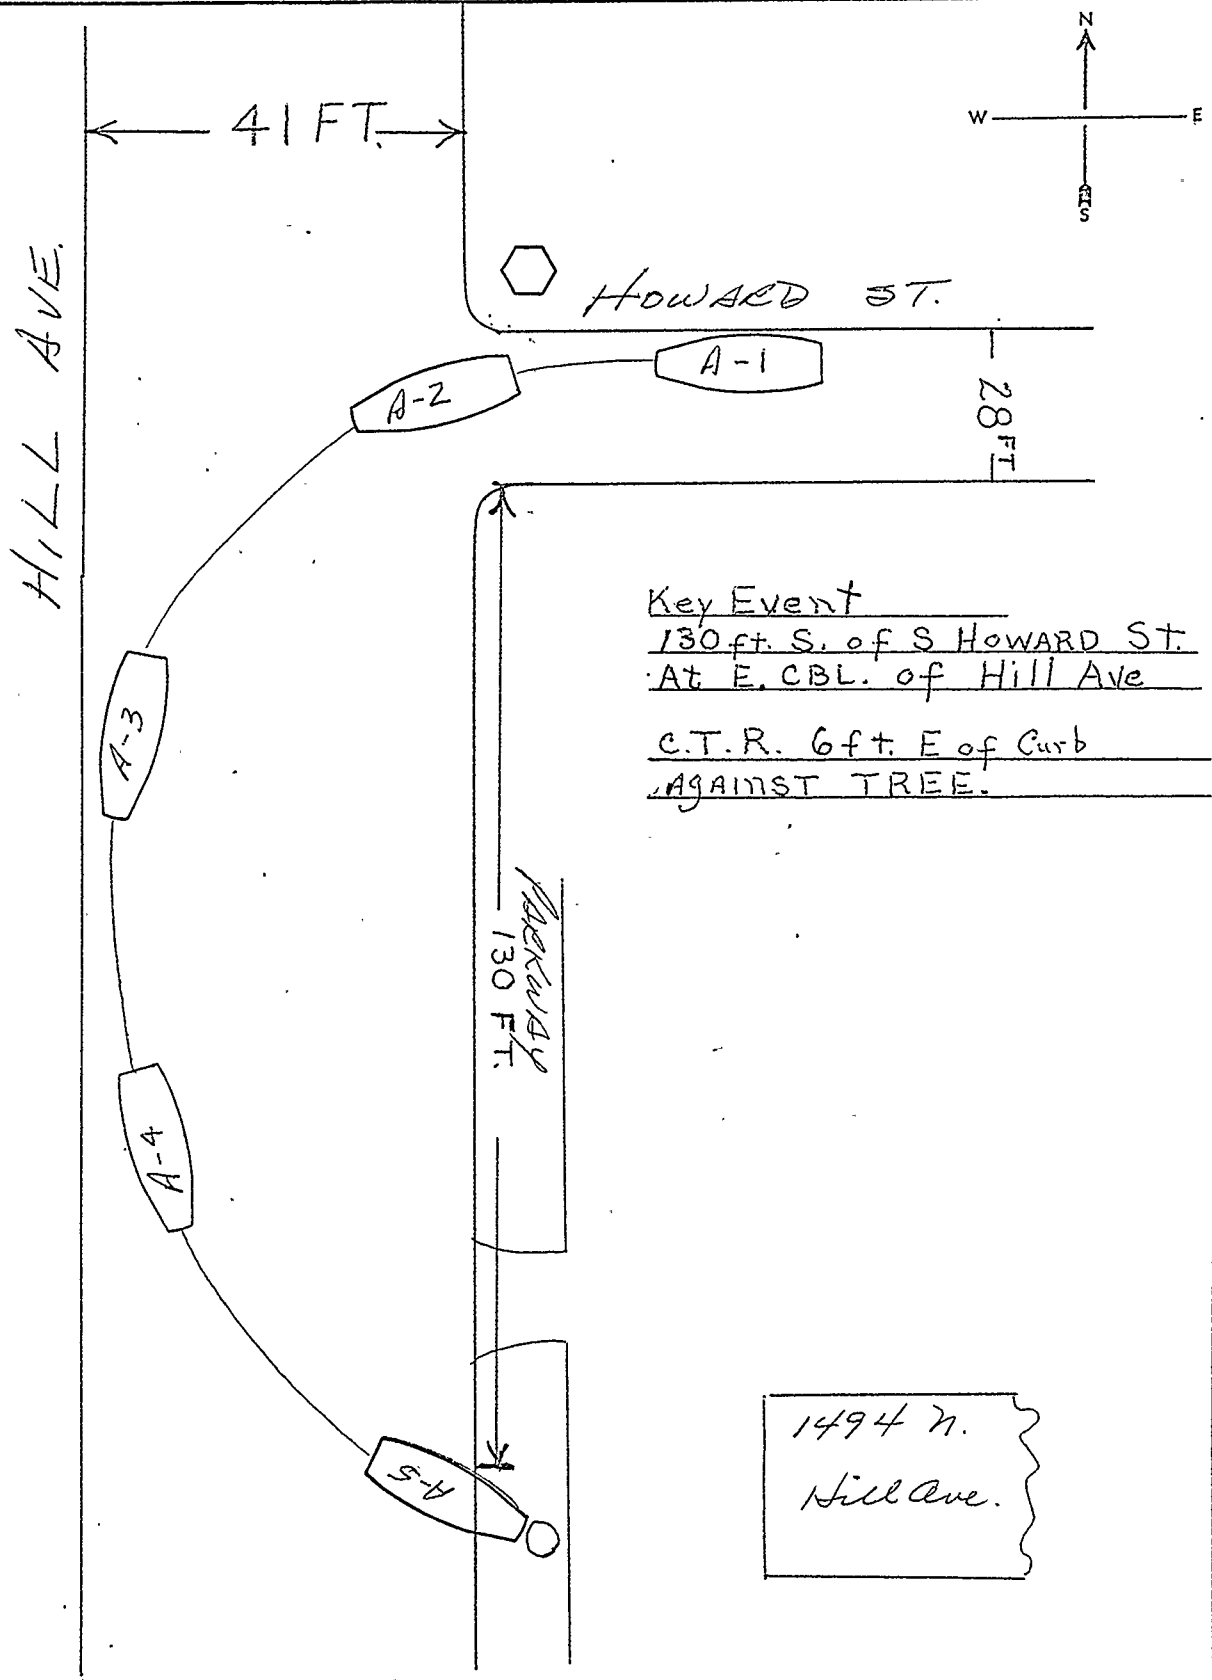 N
W E
S
41 FT.
HILL AVE.
HOWARD ST.
A-1
A-2
28 FT
Key Event
130 ft. S. of S HOWARD ST.
At E. CBL. of Hill Ave
C.T.R. 6 ft. E of Curb
AgAINST TREE.
A-3
PARKWAY
130 FT.
A-4
A-5
1494 N.
Hill Ave.